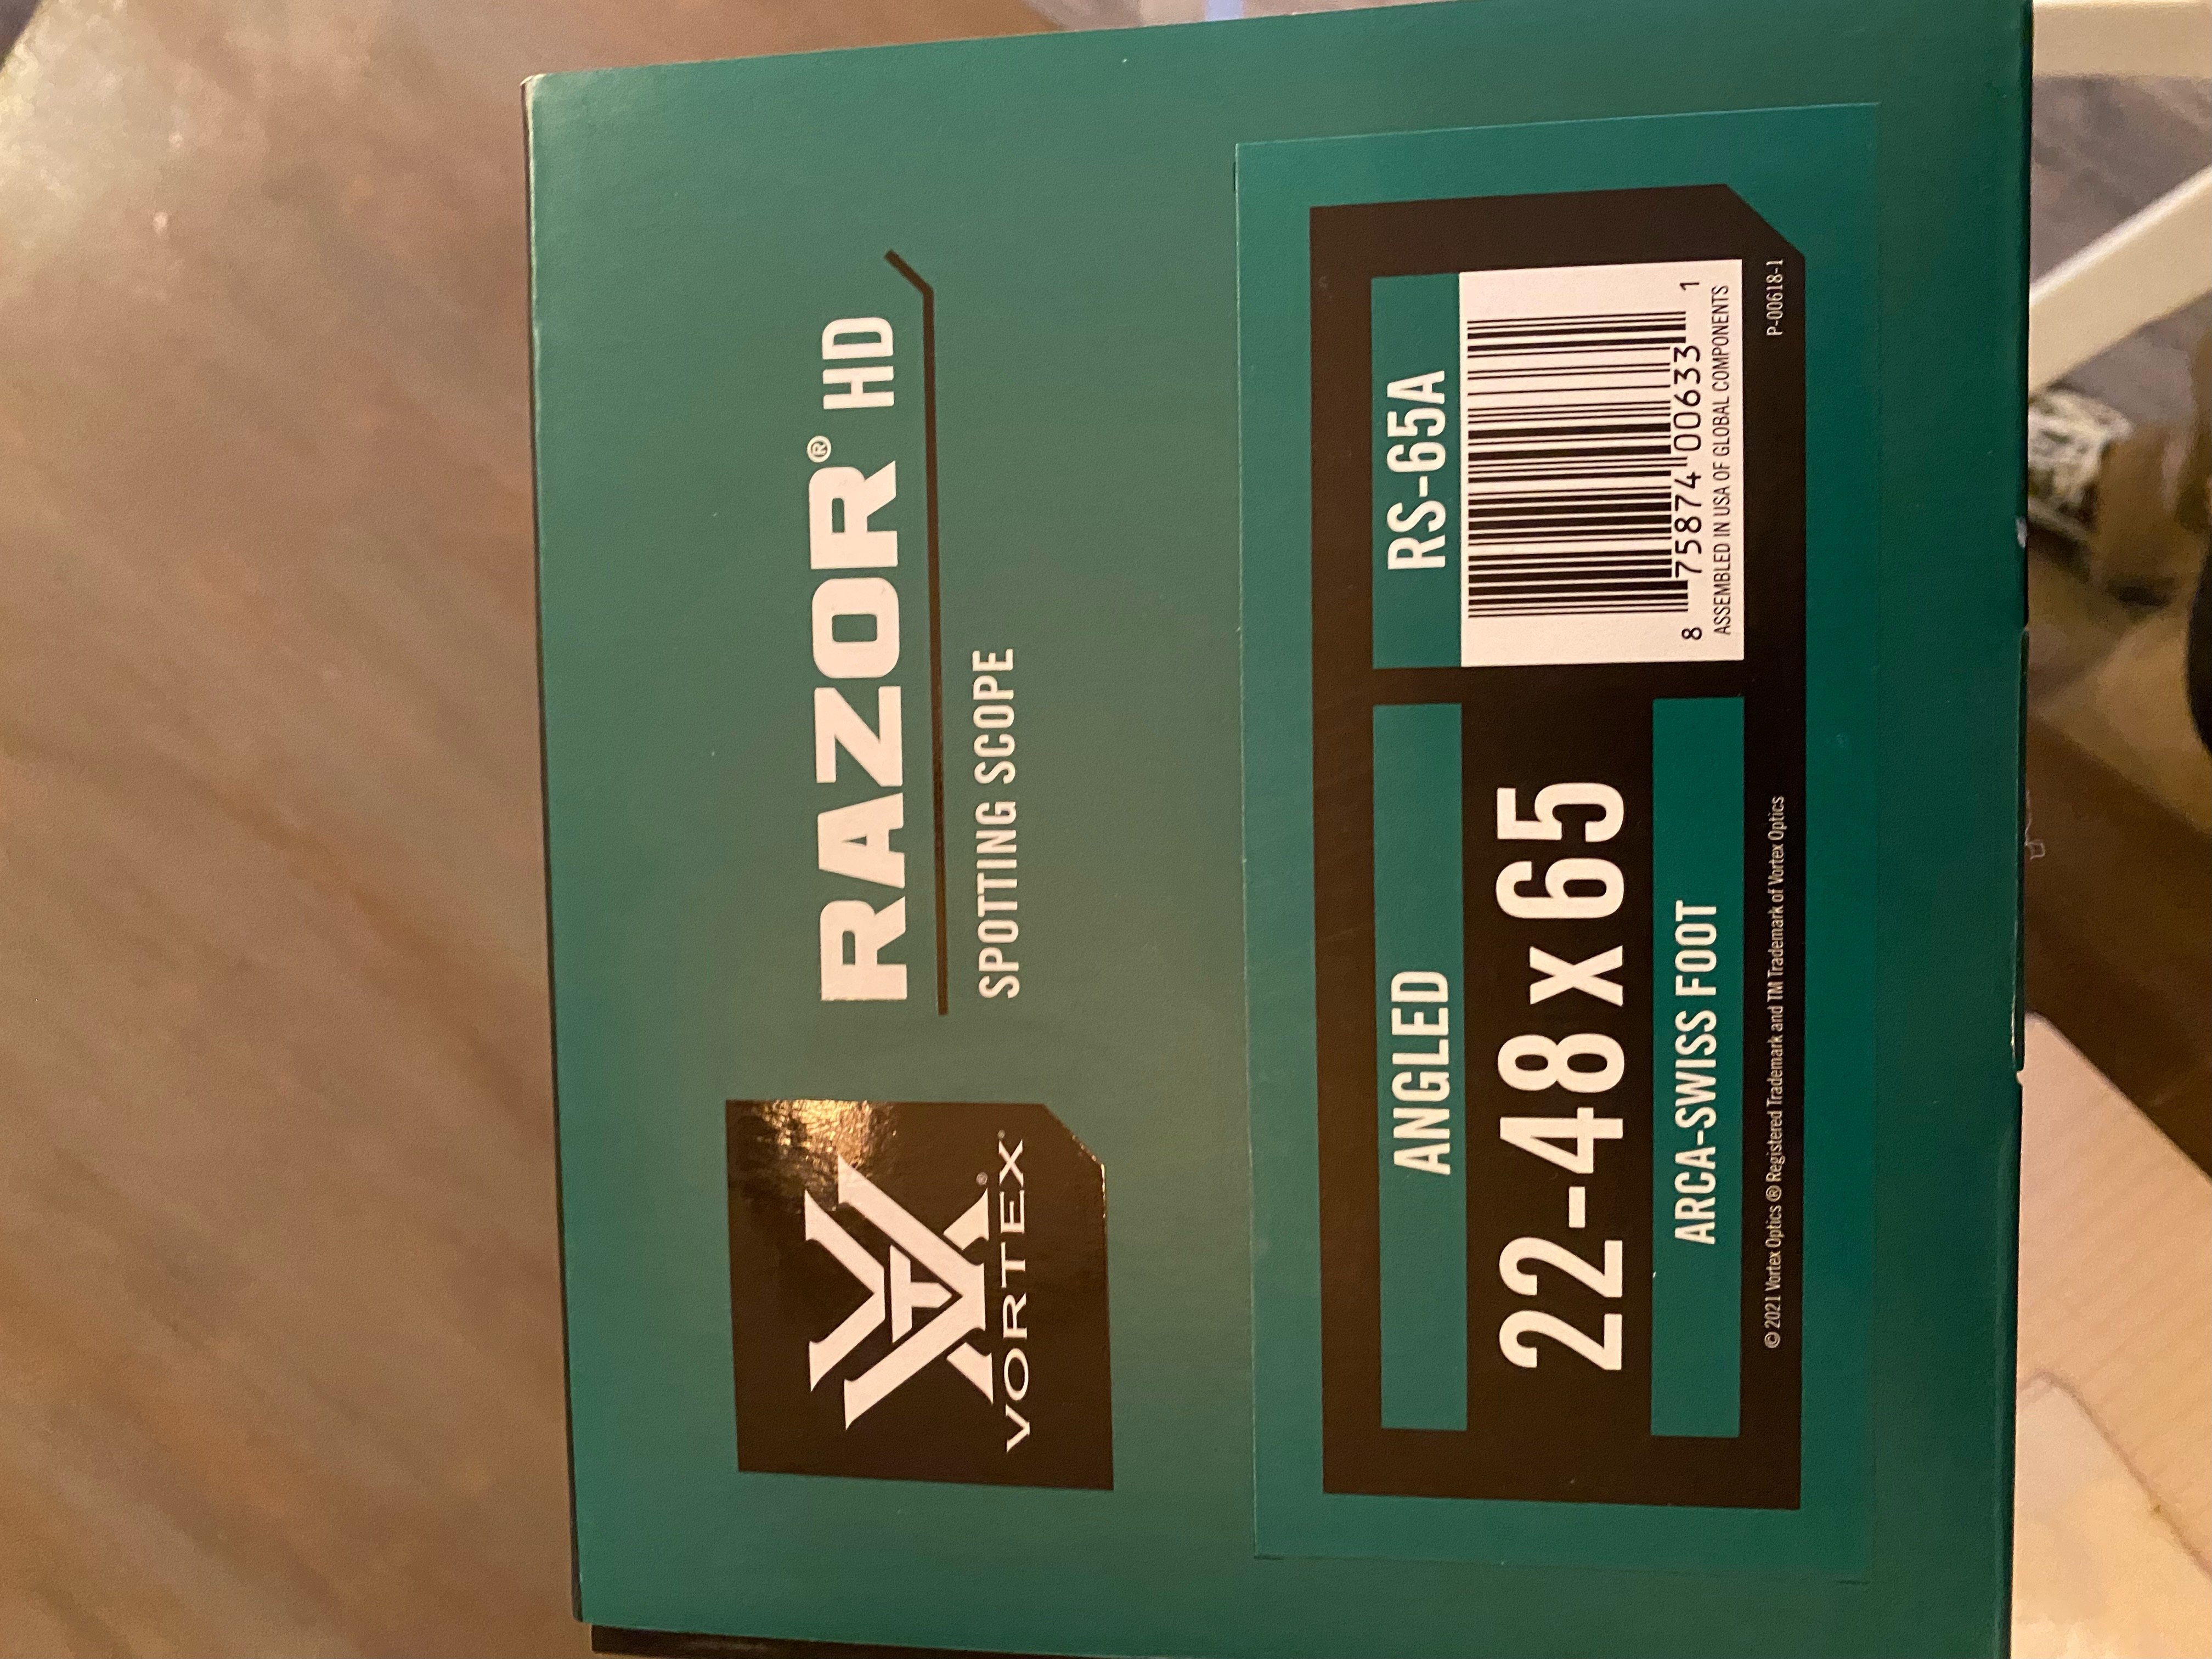 VORTEX®
RAZOR® HD
SPOTTING SCOPE
ANGLED
22-48 x 65
ARCA-SWISS FOOT
RS-65A
8 75874 00633 1
ASSEMBLED IN USA OF GLOBAL COMPONENTS
© 2021 Vortex Optics ® Registered Trademark and TM Trademark of Vortex Optics
P-00618-1